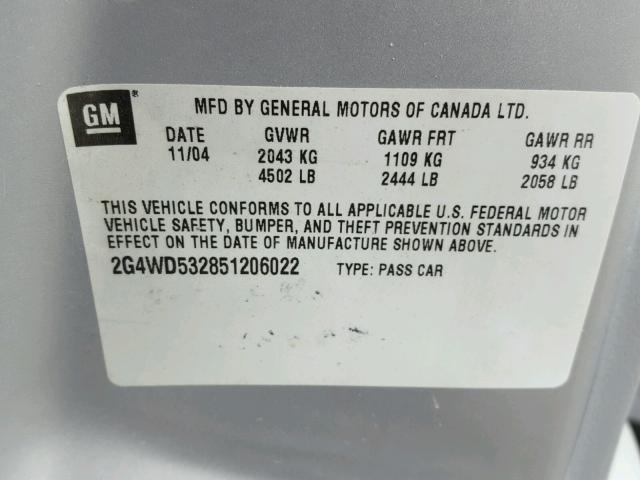 GM
MFD BY GENERAL MOTORS OF CANADA LTD.
DATE GVWR GAWR FRT GAWR RR
11/04 2043 KG 1109 KG 934 KG
4502 LB 2444 LB 2058 LB
THIS VEHICLE CONFORMS TO ALL APPLICABLE U.S. FEDERAL MOTOR
VEHICLE SAFETY, BUMPER, AND THEFT PREVENTION STANDARDS IN
EFFECT ON THE DATE OF MANUFACTURE SHOWN ABOVE.
2G4WD532851206022 TYPE: PASS CAR